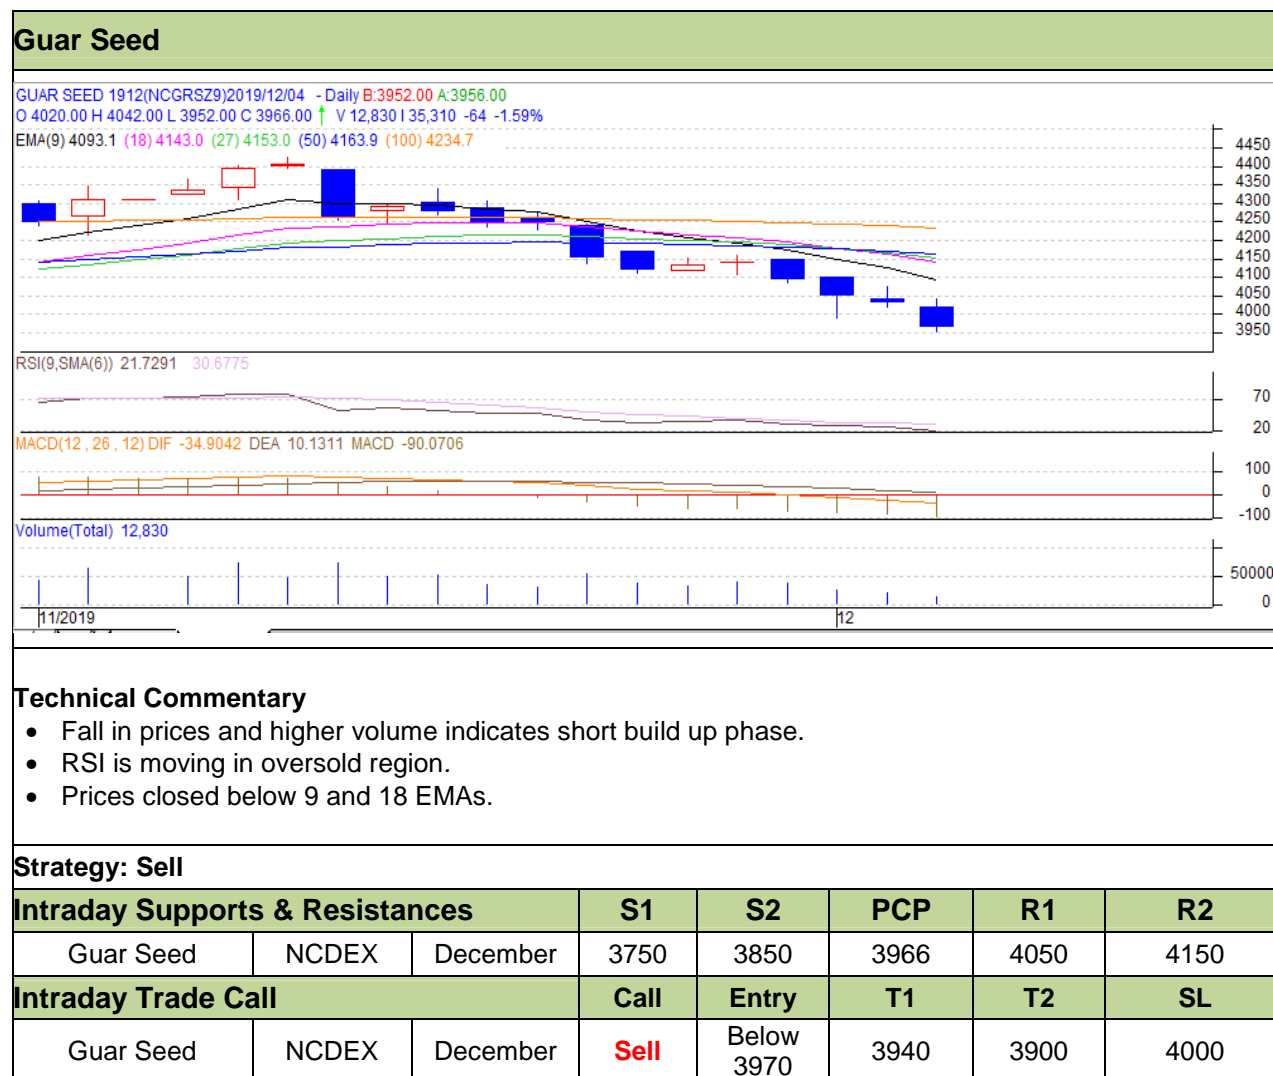 Guar Seed
GUAR SEED 1912(NCGRSZ9)2019/12/04 - Daily B:3952.00 A:3956.00
O 4020.00 H 4042.00 L 3952.00 C 3966.00 ↑ V 12,830 I 35,310 -64 -1.59%
EMA(9) 4093.1 (18) 4143.0 (27) 4153.0 (50) 4163.9 (100) 4234.7
4450
4400
4350
4300
4250
4200
4150
4100
4050
4000
3950
RSI(9,SMA(6)) 21.7291 30.6775
70
20
MACD(12 , 26 , 12) DIF -34.9042 DEA 10.1311 MACD -90.0706
100
0
-100
Volume(Total) 12,830
50000
0
11/2019 12
Technical Commentary
• Fall in prices and higher volume indicates short build up phase.
• RSI is moving in oversold region.
• Prices closed below 9 and 18 EMAs.
Strategy: Sell
Intraday Supports & Resistances S1 S2 PCP R1 R2
Guar Seed NCDEX December 3750 3850 3966 4050 4150
Intraday Trade Call Call Entry T1 T2 SL
Guar Seed NCDEX December Sell Below 3970 3940 3900 4000